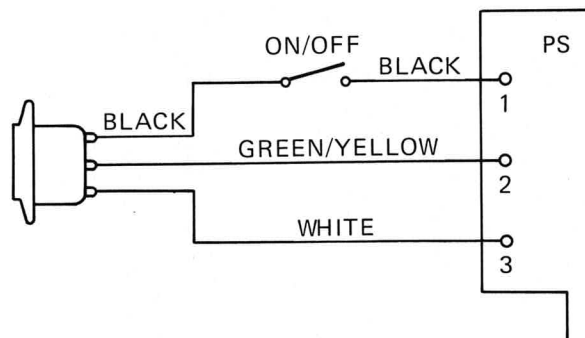 ON/OFF
PS
BLACK
1
BLACK
GREEN/YELLOW
2
WHITE
3